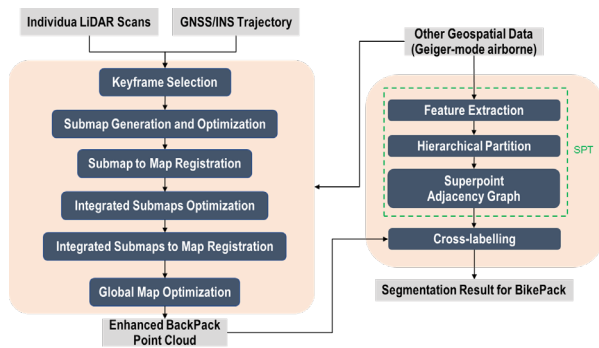 Individua LiDAR Scans
GNSS/INS Trajectory
Keyframe Selection
Submap Generation and Optimization
Submap to Map Registration
Integrated Submaps Optimization
Integrated Submaps to Map Registration
Global Map Optimization
Enhanced BackPack
Point Cloud
Other Geospatial Data
(Geiger-mode airborne)
Feature Extraction
Hierarchical Partition
SPT
Superpoint
Adjacency Graph
Cross-labelling
Segmentation Result for BikePack